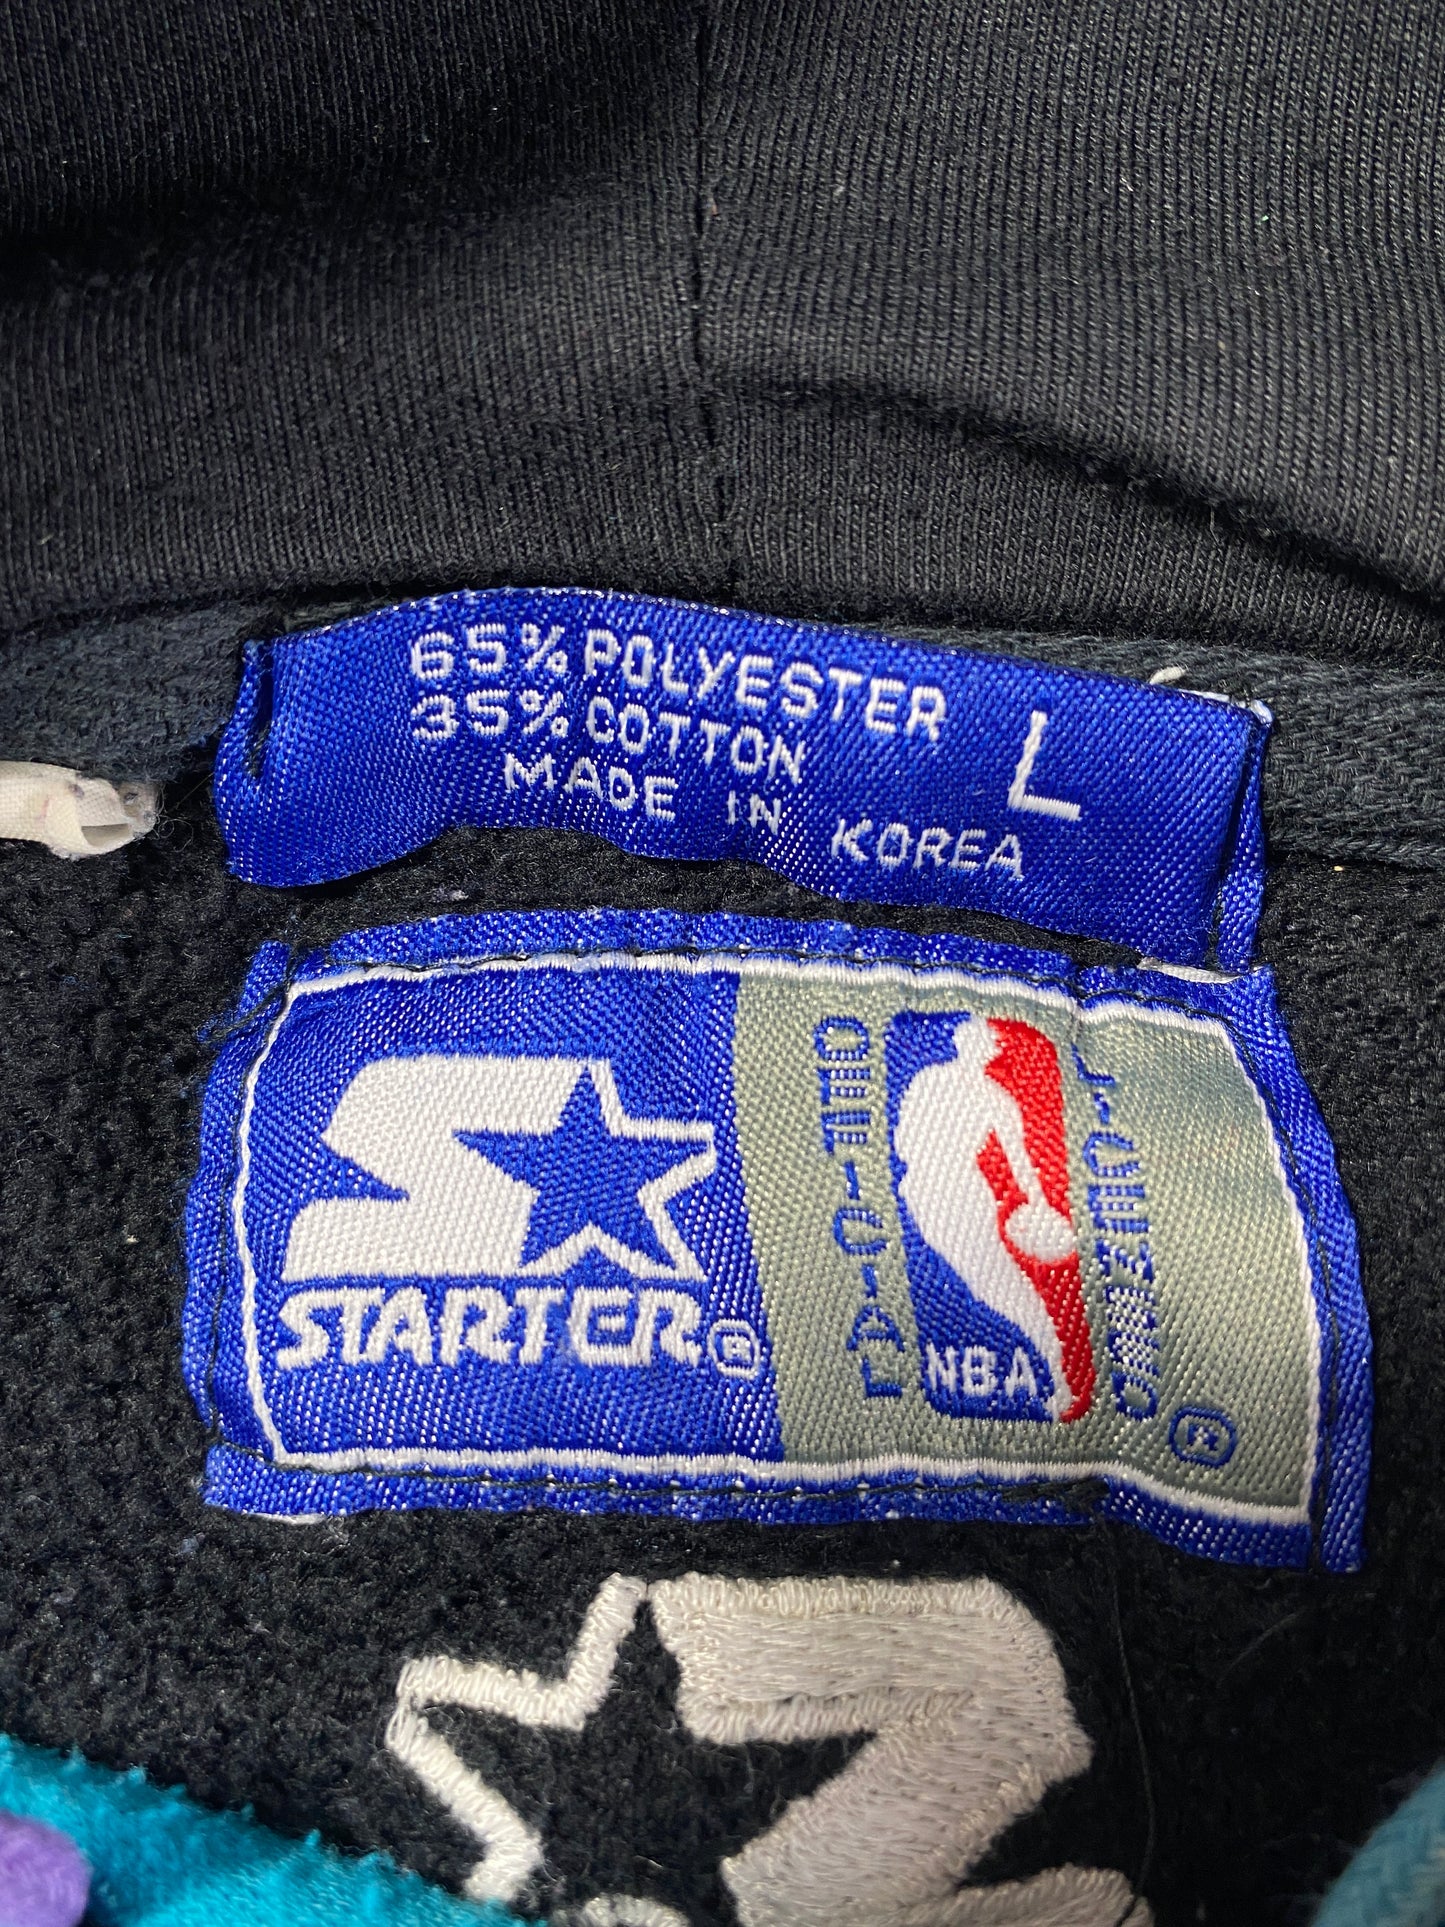 65% POLYESTER
35% COTTON
MADE IN KOREA
L
STARTER®
OFFICIAL
NBA
LICENSED
®